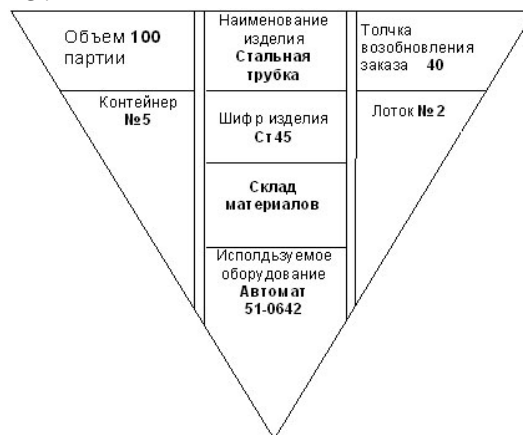 Объем 100
партии
Наименование
изделия
Стальная
трубка
Толчка
возобновления
заказа 40
Контейнер
№5
Шифр изделия
Ст45
Лоток №2
Склад
материалов
Исполдьзуемое
оборудование
Автомат
51-0642